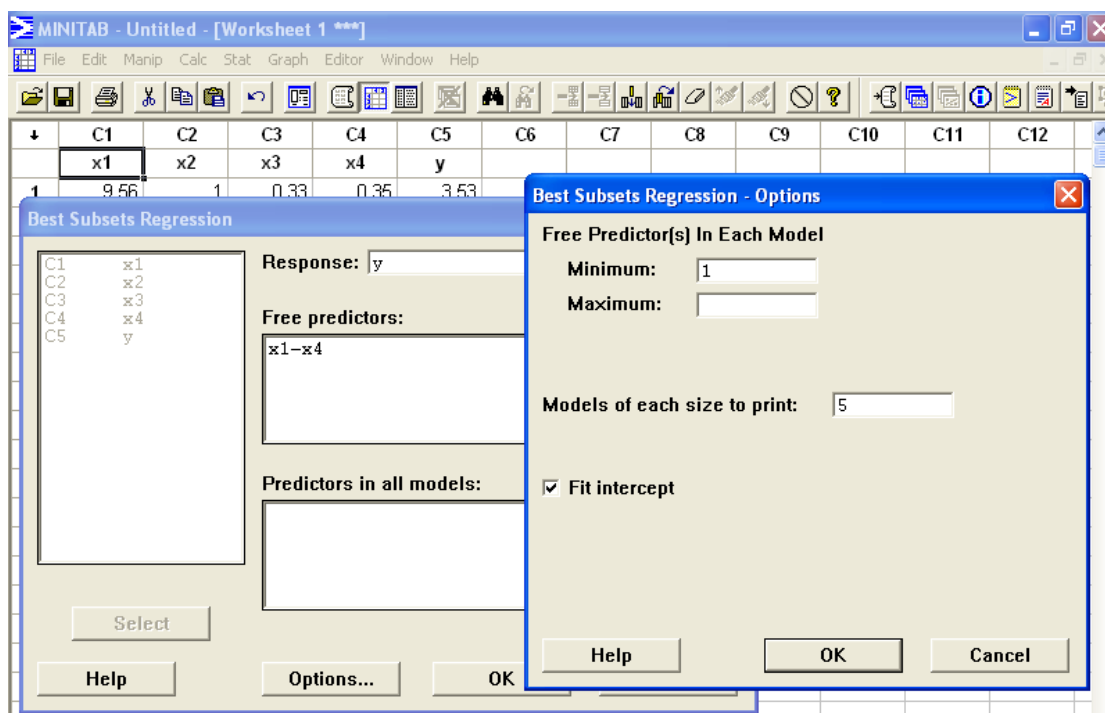 MINITAB - Untitled - [Worksheet 1 ***]
File Edit Manip Calc Stat Graph Editor Window Help
C1 C2 C3 C4 C5 C6 C7 C8 C9 C10 C11 C12
x1 x2 x3 x4 y
1 9.56 1 0.33 0.35 3.53
Best Subsets Regression
C1 x1
C2 x2
C3 x3
C4 x4
C5 y
Response: y
Free predictors:
x1-x4
Predictors in all models:
Select
Help Options... OK
Best Subsets Regression - Options
Free Predictor(s) In Each Model
Minimum: 1
Maximum:
Models of each size to print: 5
Fit intercept
Help OK Cancel